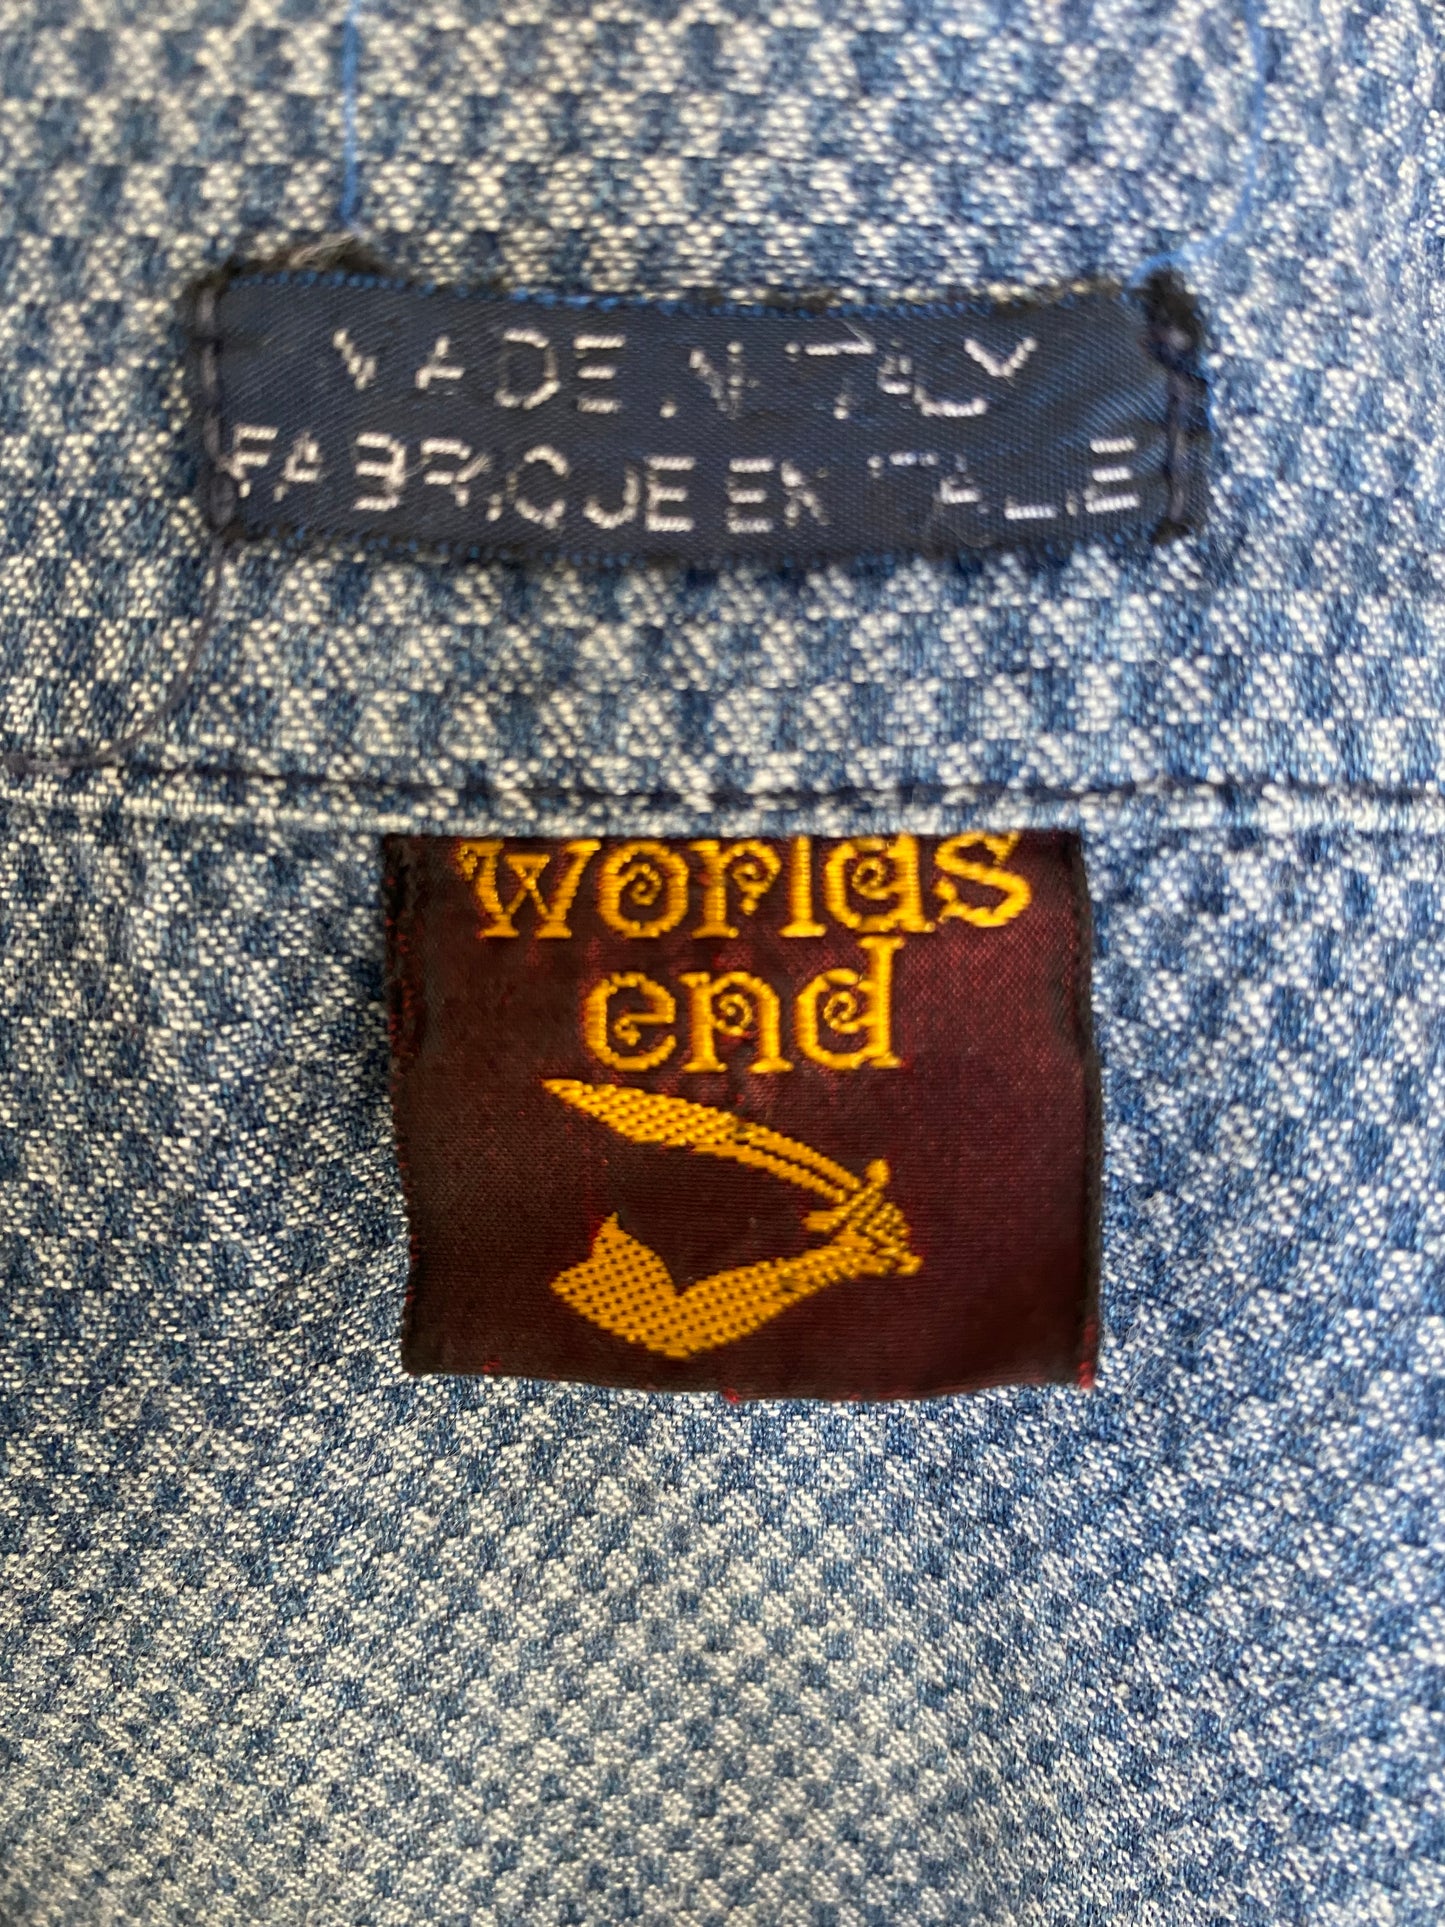 MADE IN ITALY
FABRIQUE EN ITALIE
worlds
end